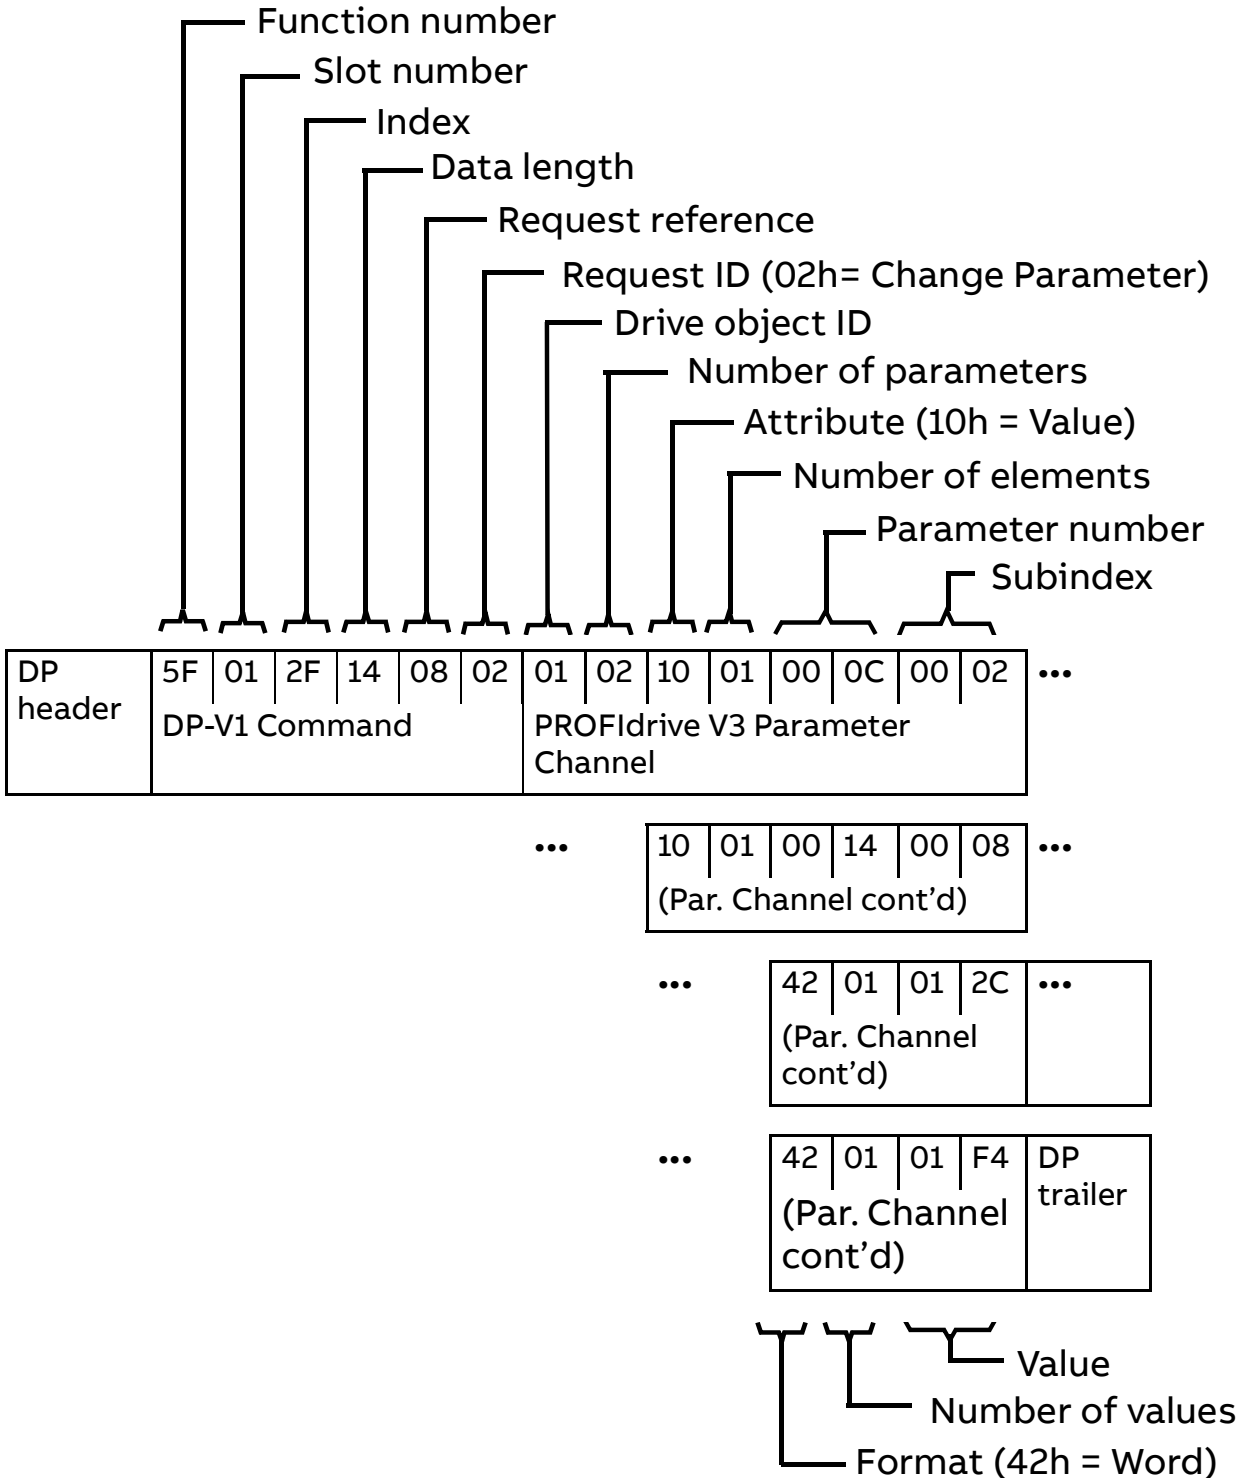 Function number
Slot number
Index
Data length
Request reference
Request ID (02h= Change Parameter)
Drive object ID
Number of parameters
Attribute (10h = Value)
Number of elements
Parameter number
Subindex
DP header
5F 01 2F 14 08 02 01 02 10 01 00 0C 00 02 •••
DP-V1 Command
PROFIdrive V3 Parameter
Channel
••• 10 01 00 14 00 08 •••
(Par. Channel cont’d)
••• 42 01 01 2C •••
(Par. Channel
cont’d)
••• 42 01 01 F4 DP
trailer
(Par. Channel
cont’d)
Value
Number of values
Format (42h = Word)